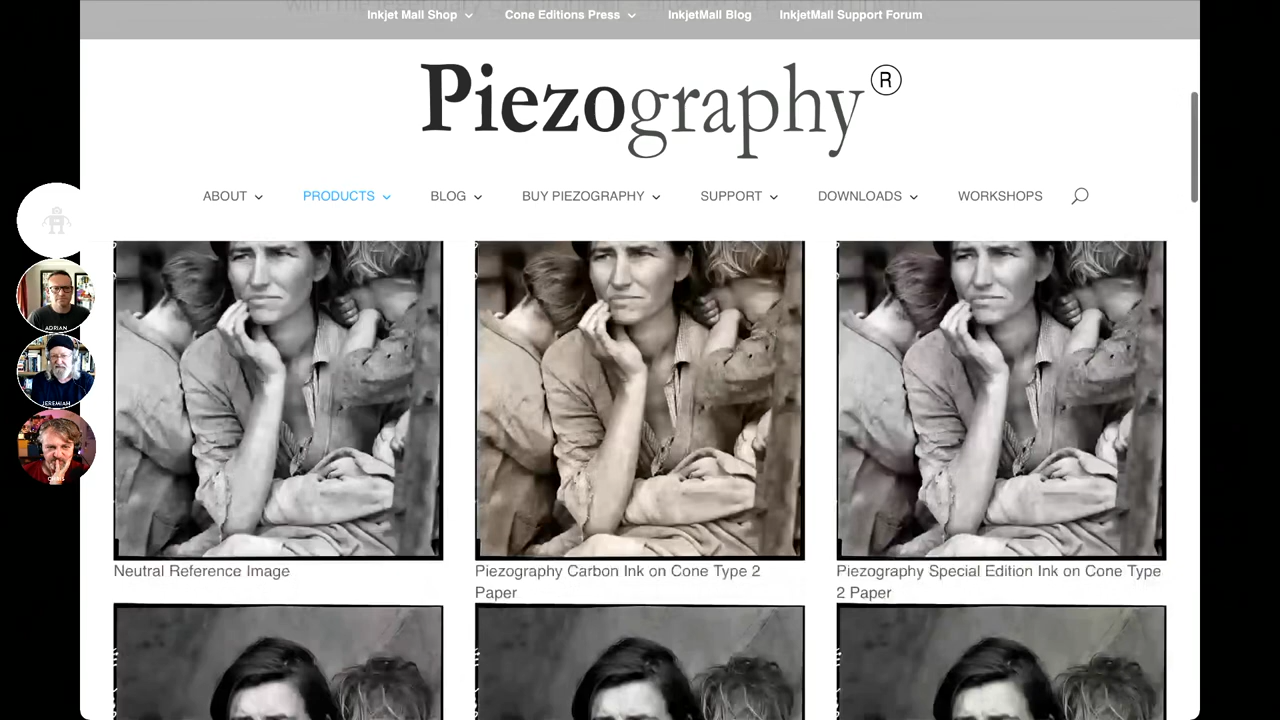 Inkjet Mall Shop Cone Editions Press InkjetMall Blog InkjetMall Support Forum
Piezography®
ABOUT PRODUCTS BLOG BUY PIEZOGRAPHY SUPPORT DOWNLOADS WORKSHOPS
ADRIAN
JEREMIAH
CHRIS
Neutral Reference Image
Piezography Carbon Ink on Cone Type 2
Paper
Piezography Special Edition Ink on Cone Type
2 Paper